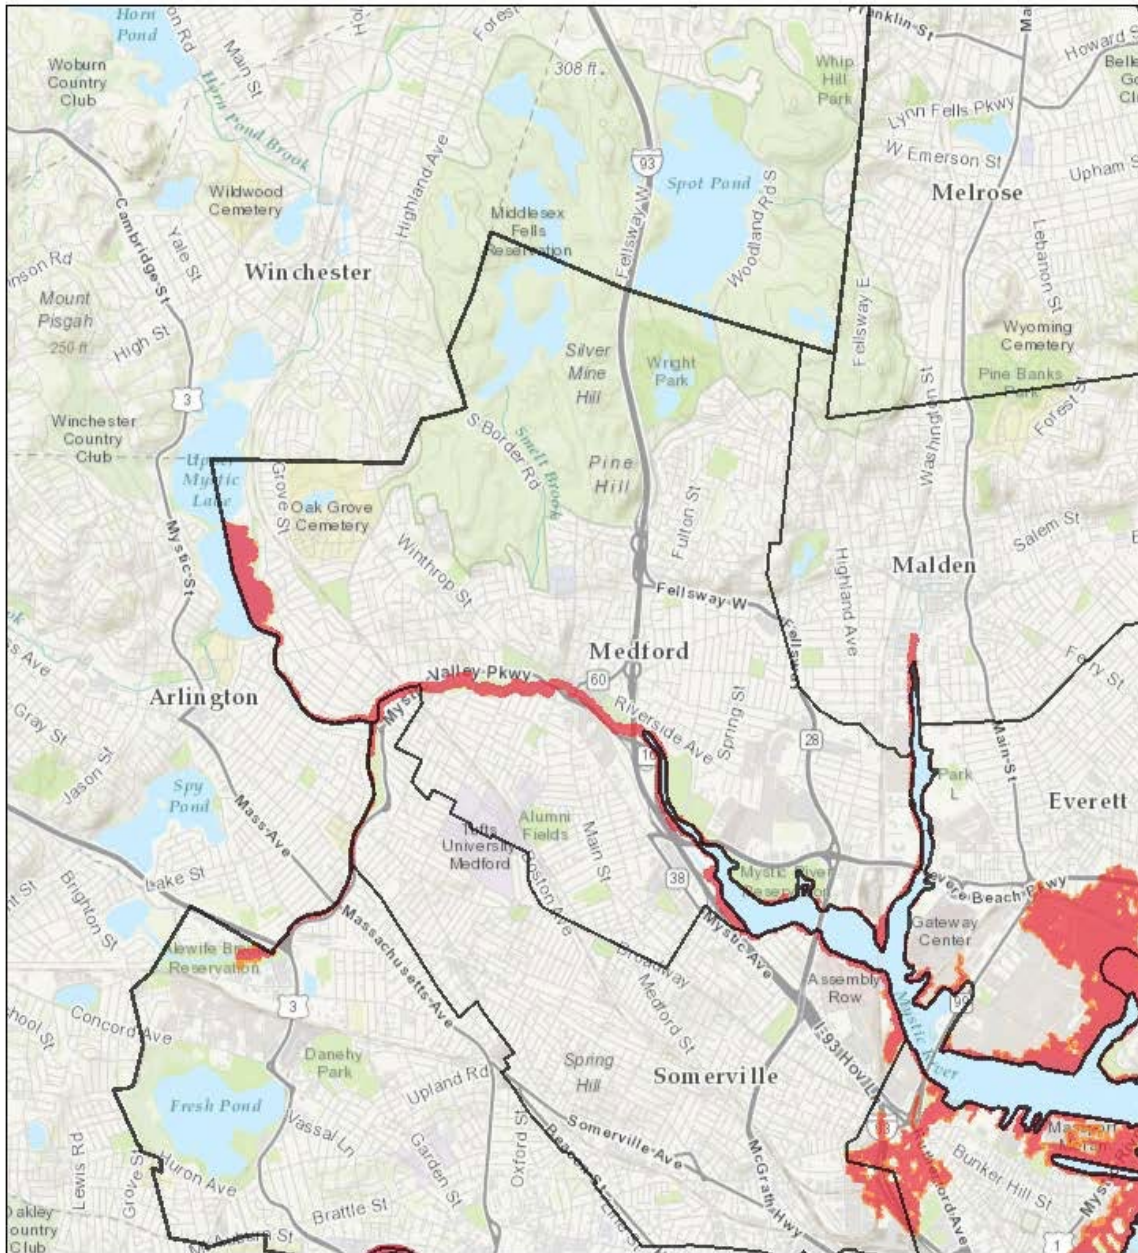 Horn
Pond
Main St
Forest
Franklin-St
Howard S
Woburn
Country
Club
308 ft.
Whip
Hill
Park
Lynn Fells Pkwy
Horn Pond Brook
W Emerson St
Upham S
93
Spot Pond
Melrose
Wildwood
Cemetery
Highland Ave
Cambridge-St
Yale St
Middlesex
Fells
Reservation
Fellsway W
Woodland Rd S
Lebanon St
Winchester
Mount
Pisgah
250 ft
High St
Fellsway E
Wyoming
Cemetery
Silver
Mine
Hill
Wright
Park
Pine Banks
Forest St
3
Winchester
Country
Club
S Border Rd
Smelt Brook
Washington St
Upper
Mystic
Lake
Grove St
Pine
Hill
Oak Grove
Cemetery
Fulton St
Salem St
Mystic-St
Winthrop St
Highland Ave
Malden
Fellsway-W
Fellsway
Medford
Ferry St
ss Ave
Valley-Pkwy
60
Arlington
Gray St
Riverside Ave
Spring St
28
Main-St
16
Jason St
Spy
Pond
Park
L
Everett
Mass-Ave
Tufts
University
Medford
Alumni
Fields
Main St
Boston Ave
Mystic River
Reservation
Lake St
38
evere Beach-Pkwy
Brighton St
Massachusetts-Ave
Mystic Ave
Gateway
Center
Alewife Br
Reservation
Broadway
Assembly
Row
3
Medford St
99
Mystic River
chool St
Concord Ave
Danehy
Park
Spring
Hill
I-93
Somerville
Upland Rd
Fresh Pond
Vassal Ln
Oxford St
Somerville-Ave
Beacon-St
Lewis Rd
Grove St
Huron Ave
Garden St
McGrath-Hwy
Bunker Hill St
Brattle St
Oakley
ountry
Club
1